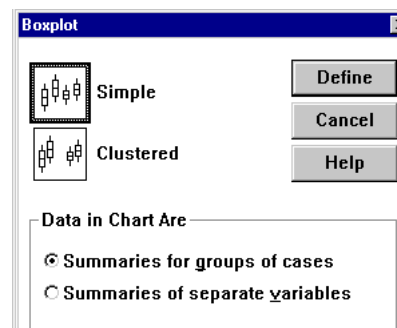 Boxplot
Simple
Define
Cancel
Clustered
Help
Data in Chart Are
Summaries for groups of cases
Summaries of separate variables